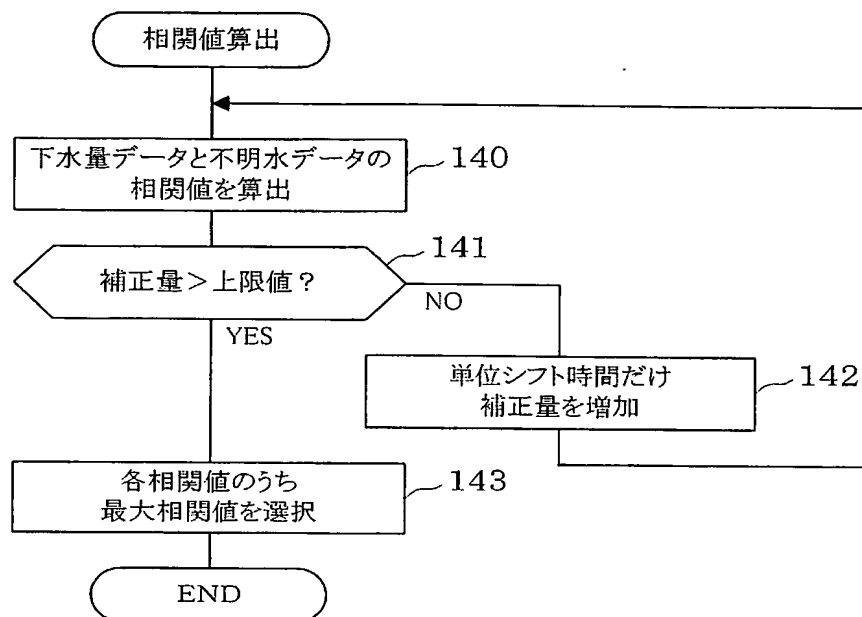 相関値算出
下水量データと不明水データの
相関値を算出
140
補正量＞上限値？
141
NO
YES
単位シフト時間だけ
補正量を増加
142
各相関値のうち
最大相関値を選択
143
END